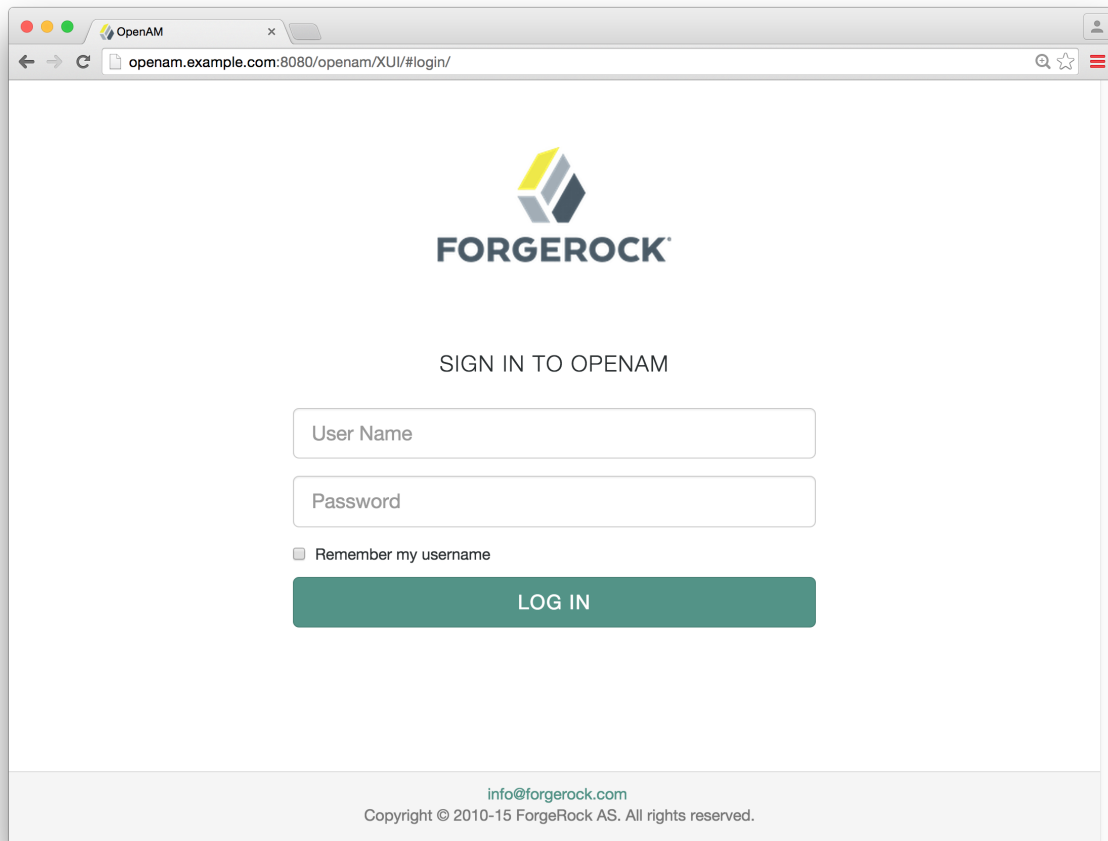 OpenAM
openam.example.com:8080/openam/XUI/#login/
FORGEROCK
SIGN IN TO OPENAM
User Name
Password
Remember my username
LOG IN
info@forgerock.com
Copyright © 2010-15 ForgeRock AS. All rights reserved.